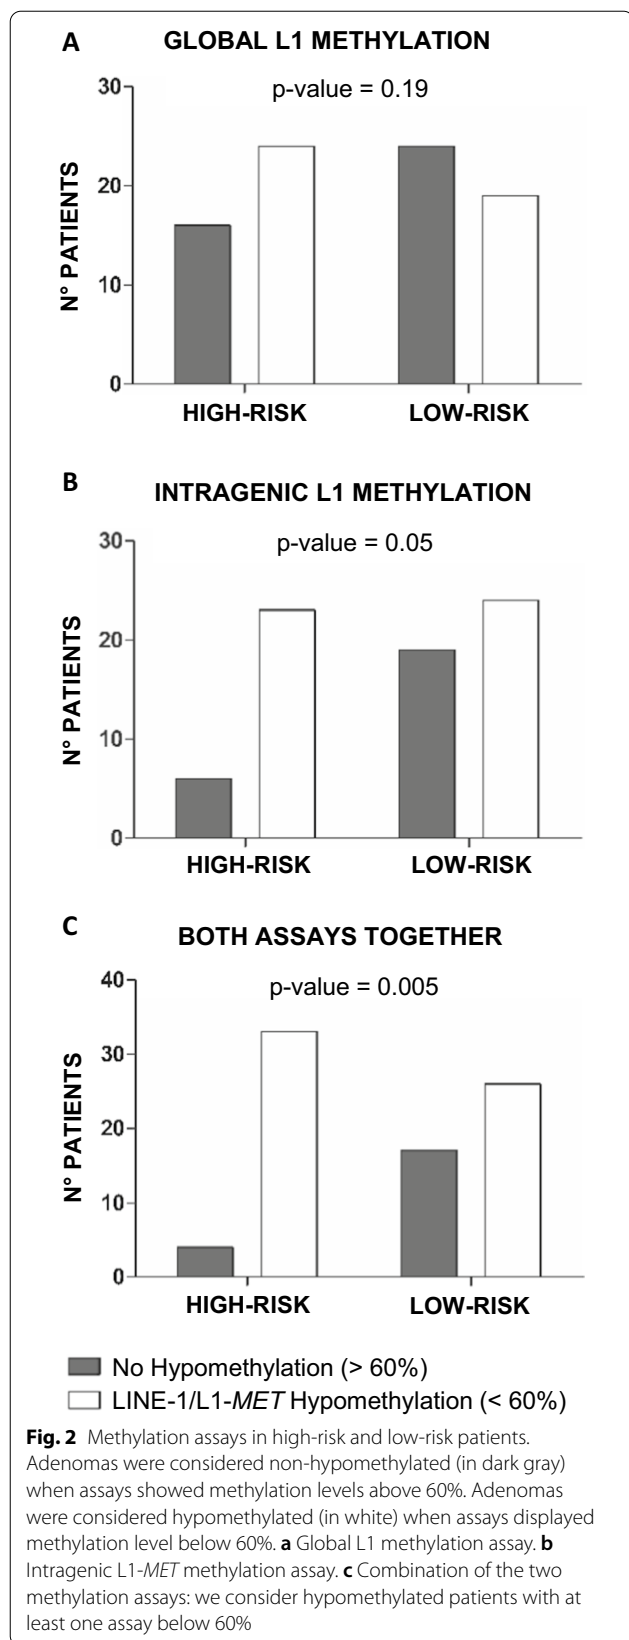 A
GLOBAL L1 METHYLATION
p-value = 0.19
30
20
10
0
N° PATIENTS
HIGH-RISK LOW-RISK
B
INTRAGENIC L1 METHYLATION
p-value = 0.05
30
20
10
0
N° PATIENTS
HIGH-RISK LOW-RISK
C
BOTH ASSAYS TOGETHER
p-value = 0.005
40
30
20
10
0
N° PATIENTS
HIGH-RISK LOW-RISK
No Hypomethylation (> 60%)
LINE-1/L1-MET Hypomethylation (< 60%)
Fig. 2 Methylation assays in high-risk and low-risk patients.
Adenomas were considered non-hypomethylated (in dark gray)
when assays showed methylation levels above 60%. Adenomas
were considered hypomethylated (in white) when assays displayed
methylation level below 60%. a Global L1 methylation assay. b
Intragenic L1-MET methylation assay. c Combination of the two
methylation assays: we consider hypomethylated patients with at
least one assay below 60%